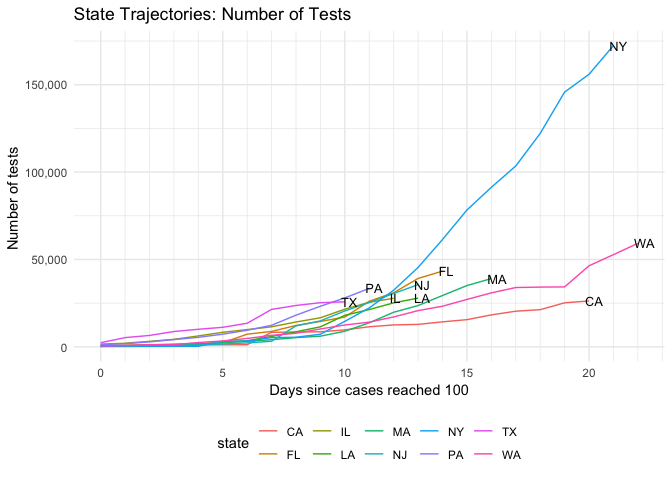 State Trajectories: Number of Tests
Number of tests
150,000
100,000
50,000
0
NY
WA
FL
MA
NJ
PA
TX
IL
LA
CA
0 5 10 15 20
Days since cases reached 100
state
CA IL MA NY TX
FL LA NJ PA WA